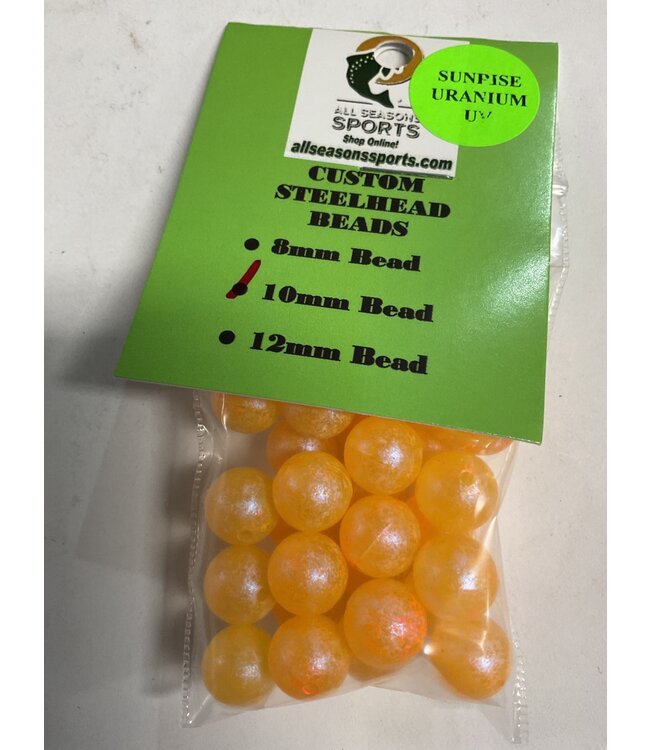 ALL SEASONS
SPORTS
Shop Online!
allseasonssports.com
SUNRISE
URANIUM
UV
CUSTOM
STEELHEAD
BEADS
8mm Bead
10mm Bead
12mm Bead